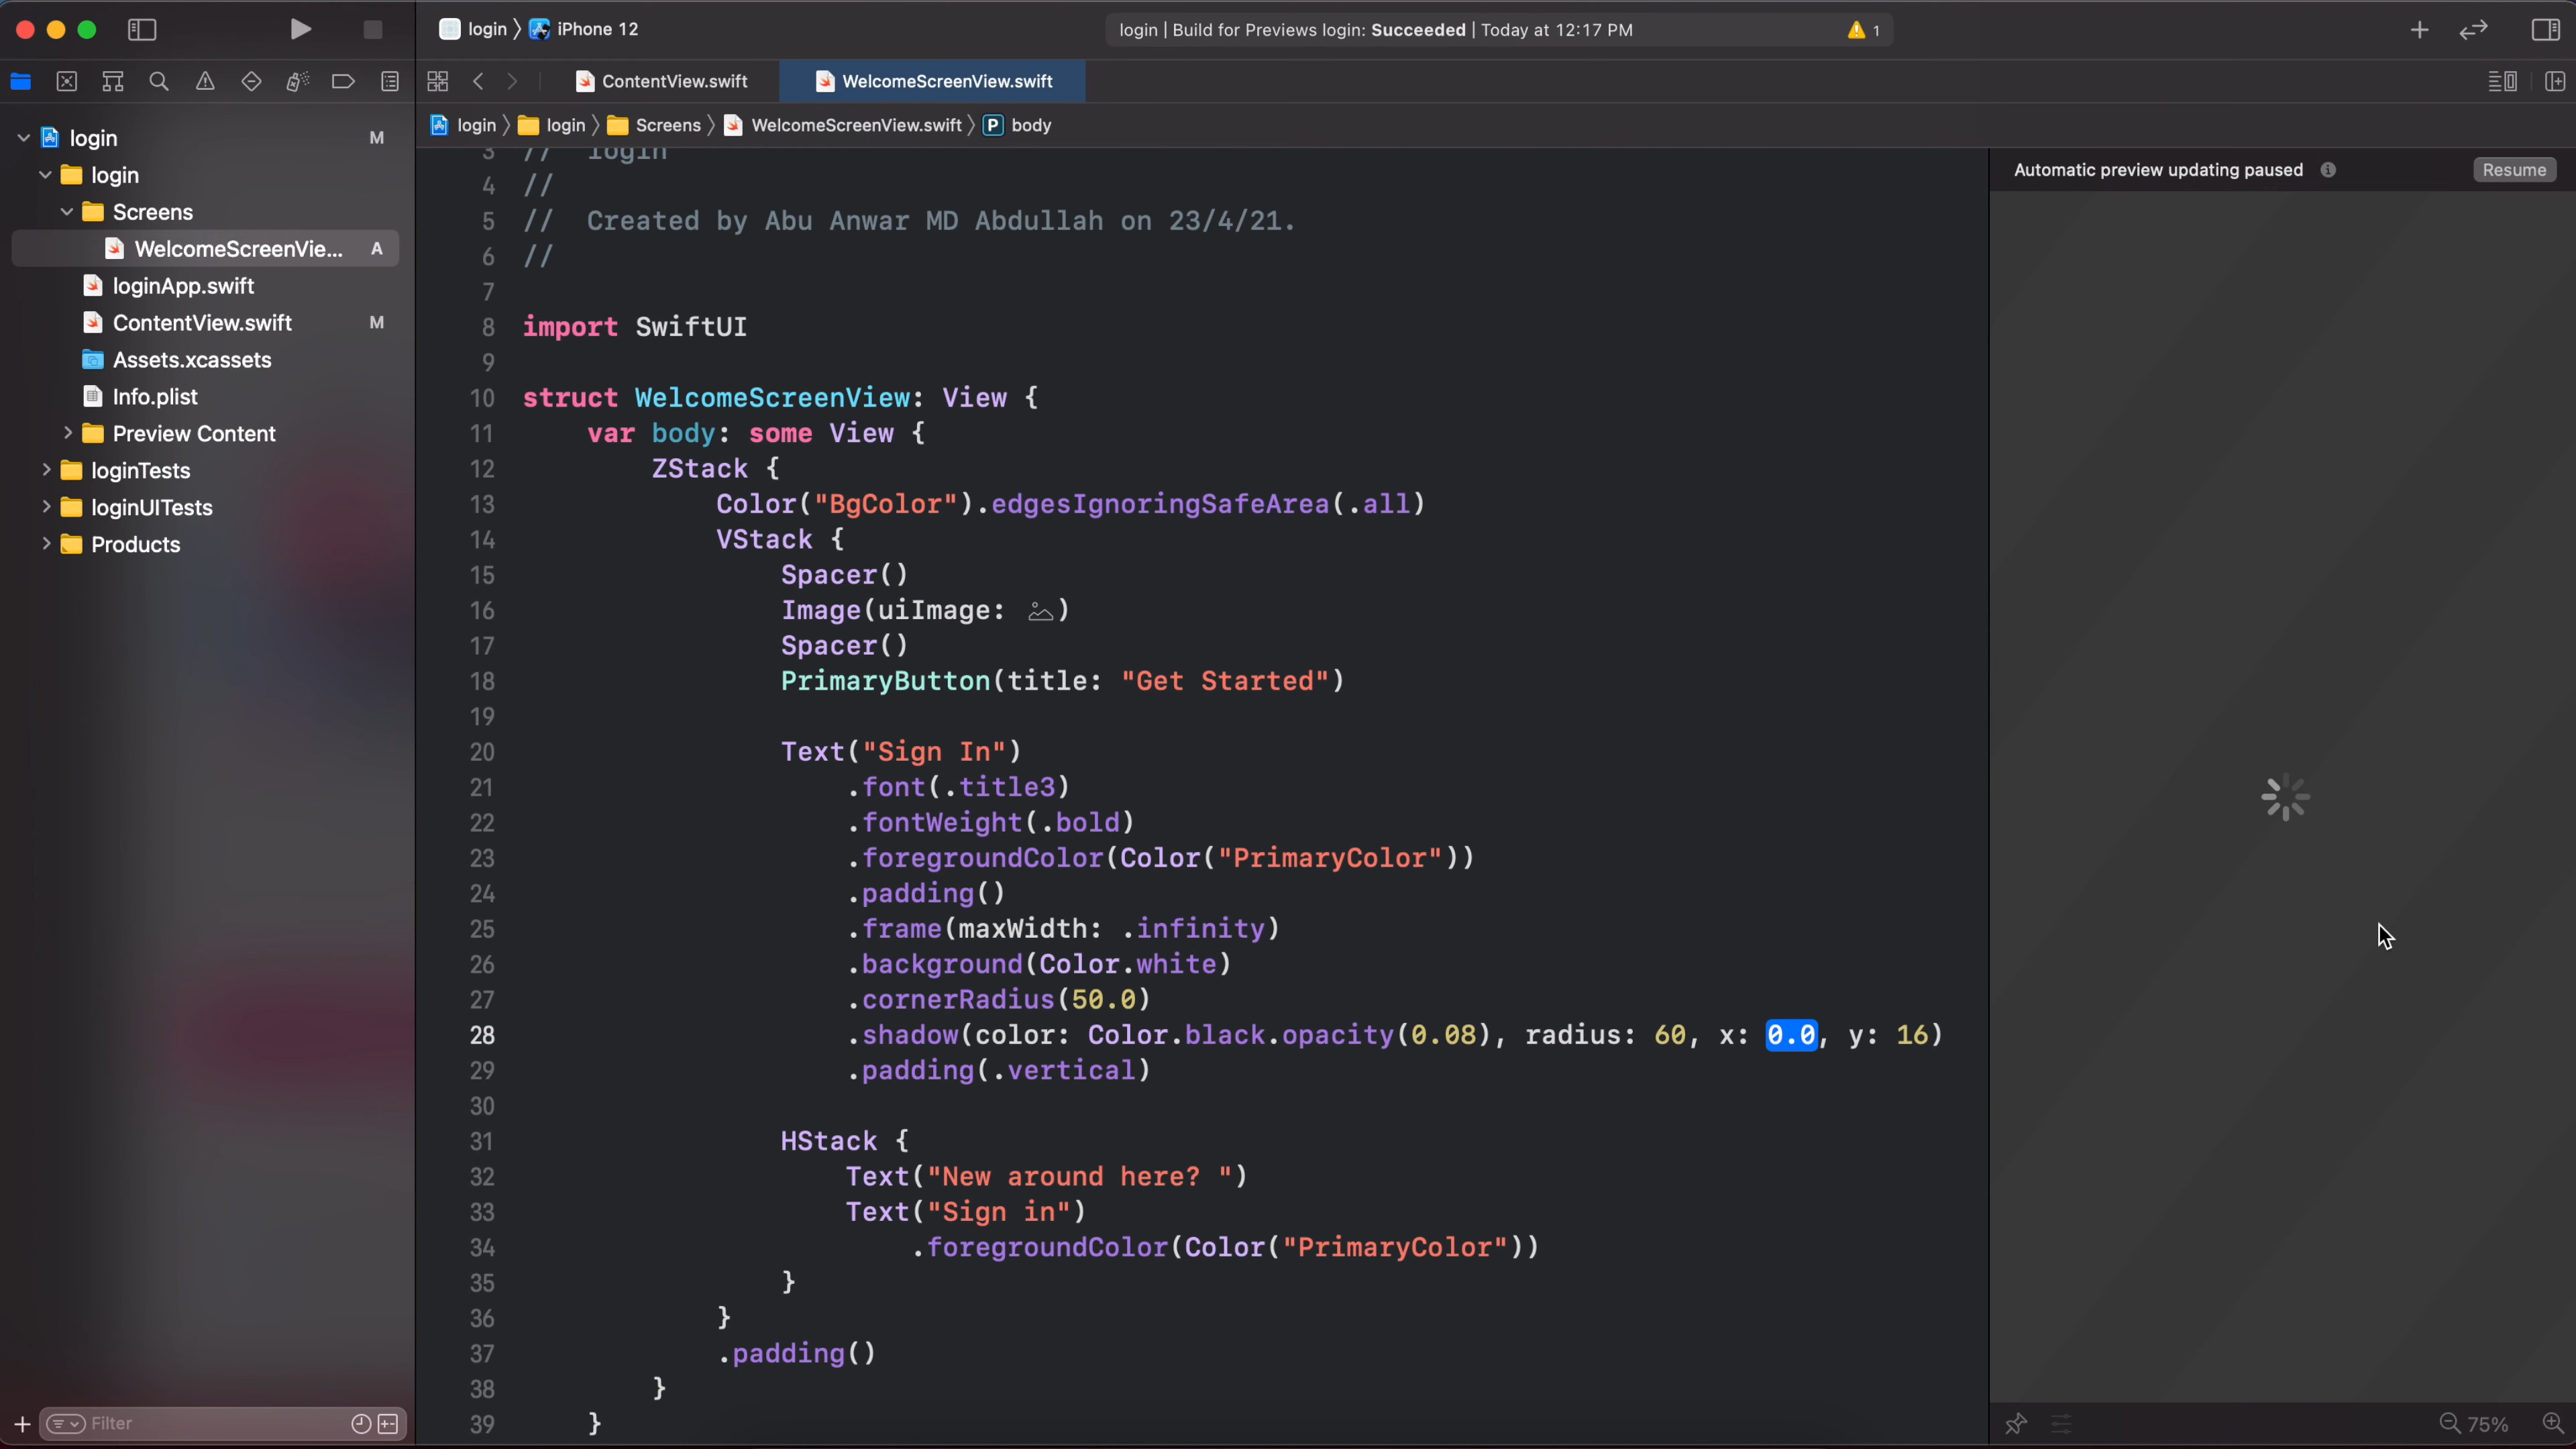 login 〉 iPhone 12
login | Build for Previews login: Succeeded | Today at 12:17 PM
1
ContentView.swift
WelcomeScreenView.swift
login 〉 login 〉 Screens 〉 WelcomeScreenView.swift 〉 P body
login M
login
Screens
WelcomeScreenVie... A
loginApp.swift
ContentView.swift M
Assets.xcassets
Info.plist
Preview Content
loginTests
loginUITests
Products
Filter
3 //  login
4 //
5 //  Created by Abu Anwar MD Abdullah on 23/4/21.
6 //
7
8 import SwiftUI
9
10 struct WelcomeScreenView: View {
11     var body: some View {
12         ZStack {
13             Color("BgColor").edgesIgnoringSafeArea(.all)
14             VStack {
15                 Spacer()
16                 Image(uiImage: )
17                 Spacer()
18                 PrimaryButton(title: "Get Started")
19
20                 Text("Sign In")
21                     .font(.title3)
22                     .fontWeight(.bold)
23                     .foregroundColor(Color("PrimaryColor"))
24                     .padding()
25                     .frame(maxWidth: .infinity)
26                     .background(Color.white)
27                     .cornerRadius(50.0)
28                     .shadow(color: Color.black.opacity(0.08), radius: 60, x: 0.0, y: 16)
29                     .padding(.vertical)
30
31                 HStack {
32                     Text("New around here? ")
33                     Text("Sign in")
34                         .foregroundColor(Color("PrimaryColor"))
35                 }
36             }
37             .padding()
38         }
39     }
Automatic preview updating paused
Resume
75%